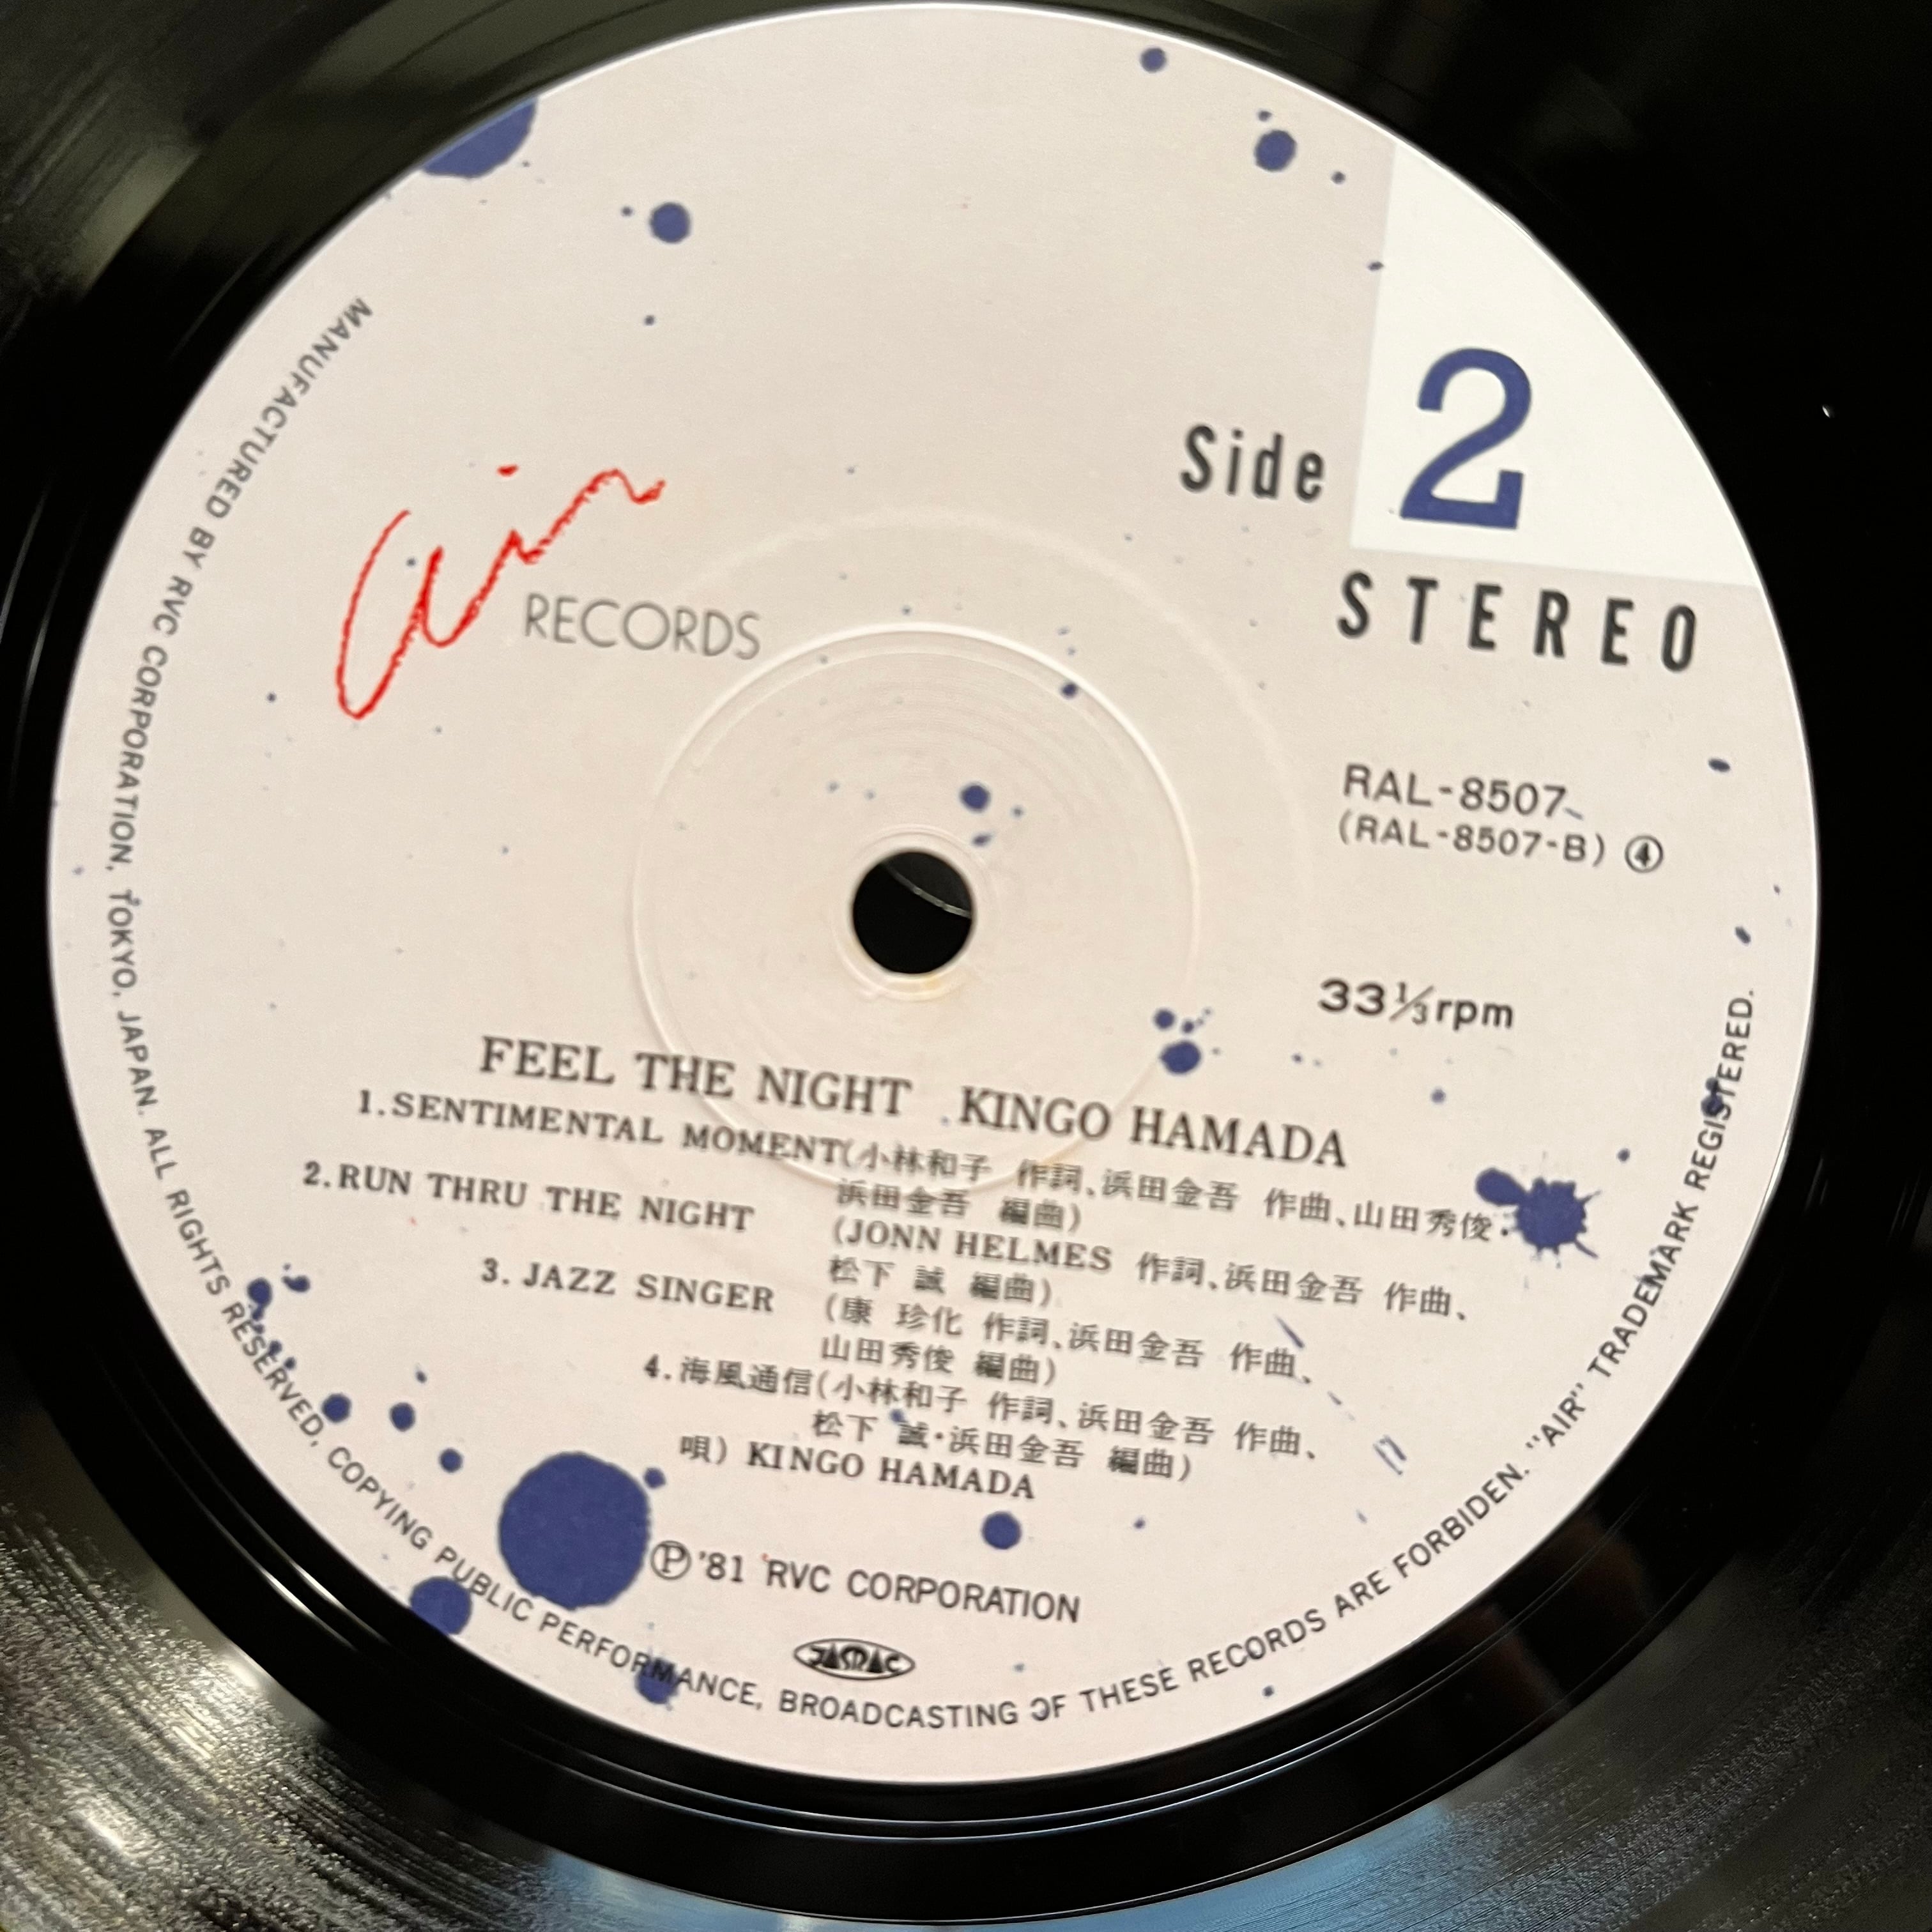 Side 2
STEREO
air RECORDS
RAL-8507
(RAL-8507-B) ④
33⅓rpm
FEEL THE NIGHT KINGO HAMADA
1.SENTIMENTAL MOMENT(小林和子 作詞、浜田金吾 作曲、山田秀俊・
浜田金吾 編曲)
2.RUN THRU THE NIGHT (JONN HELMES 作詞、浜田金吾 作曲、
松下 誠 編曲)
3. JAZZ SINGER (康 珍化 作詞、浜田金吾 作曲、
山田秀俊 編曲)
4.海風通信(小林和子 作詞、浜田金吾 作曲、
松下 誠・浜田金吾 編曲)
唄) KINGO HAMADA
Ⓟ'81 RVC CORPORATION
JASRAC
MANUFACTURED BY RVC CORPORATION, TOKYO, JAPAN. ALL RIGHTS RESERVED, COPYING PUBLIC PERFORMANCE, BROADCASTING OF THESE RECORDS ARE FORBIDEN. "AIR" TRADEMARK REGISTERED.